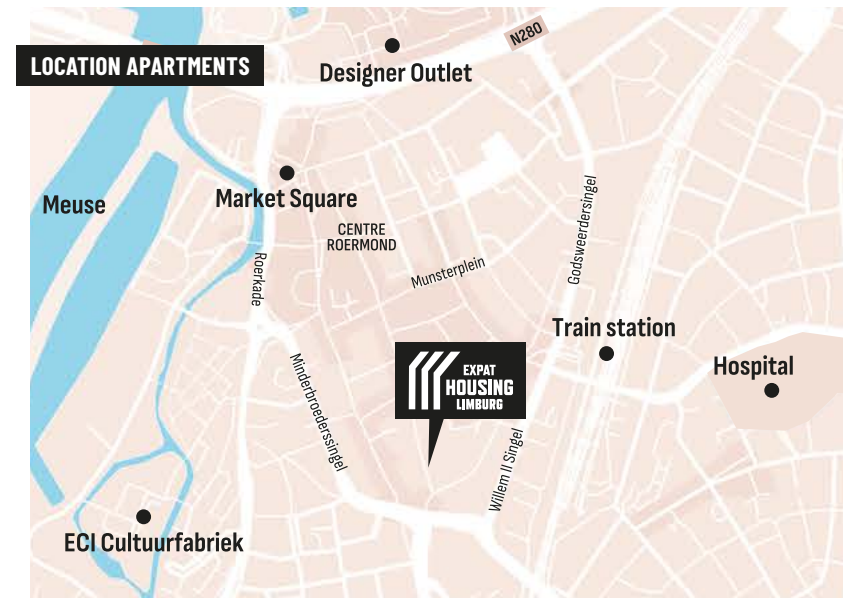 N280
LOCATION APARTMENTS
Designer Outlet
Market Square
Meuse
CENTRE
ROERMOND
Godsweerdersingel
Munsterplein
Roerkade
Train station
Hospital
Minderbroederssingel
EXPAT
HOUSING
LIMBURG
Willem II Singel
ECI Cultuurfabriek